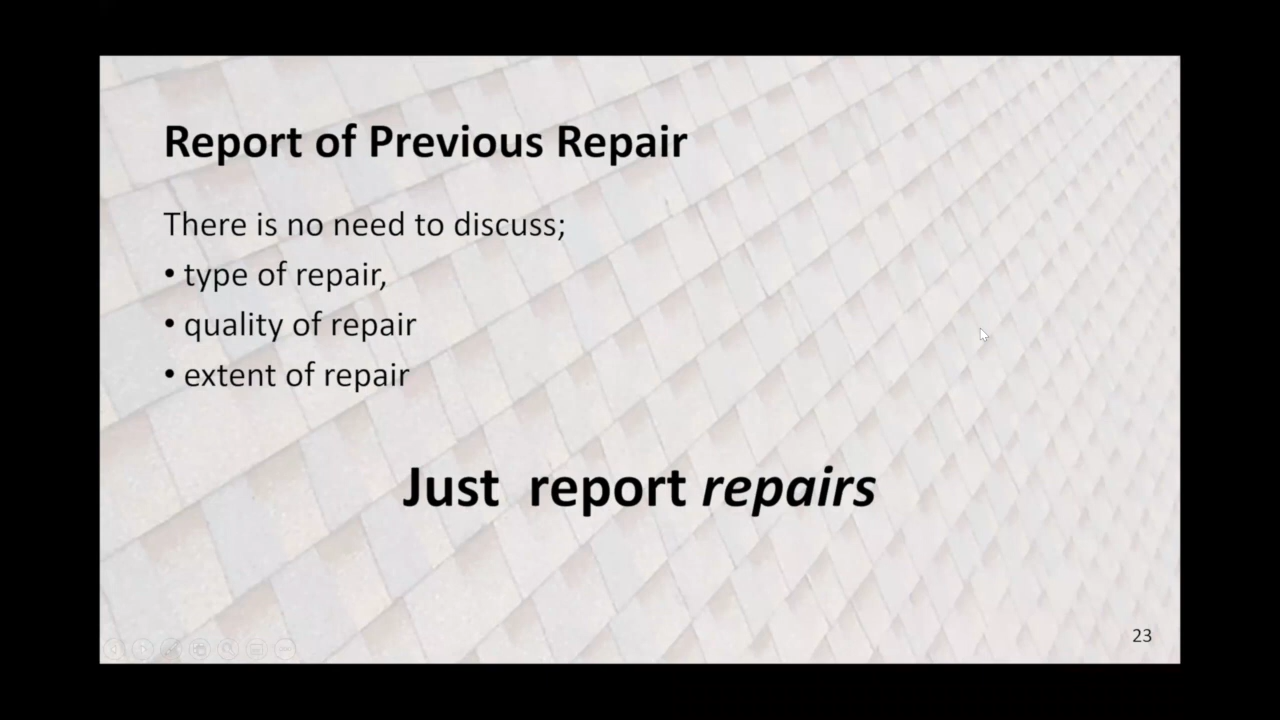 Report of Previous Repair
There is no need to discuss;
• type of repair,
• quality of repair
• extent of repair
Just  report repairs
23